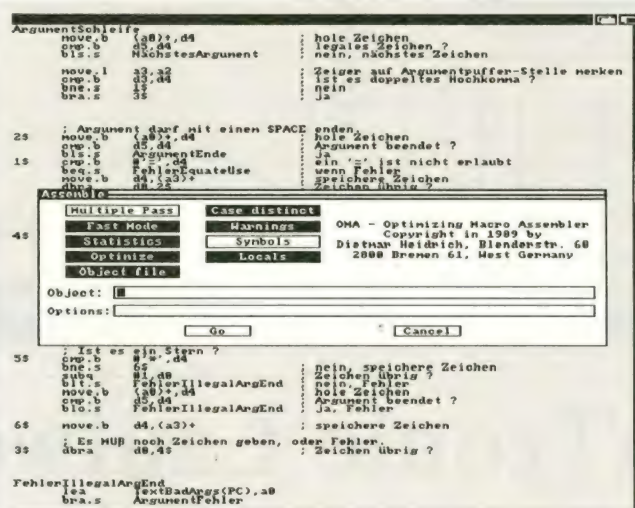 ArgumentSchleife
move.b (a0)+,d4 ; hole Zeichen
cmp.b d5,d4 ; legales Zeichen ?
bls.s NächstesArgument ; nein, nächstes Zeichen
move.l a3,a2 ; Zeiger auf Argumentpuffer-Stelle merken
cmp.b d3,d4 ; ist es doppeltes Hochkomma ?
bne.s 1$ ; nein
bra.s 3$ ; ja
; Argument darf mit einem SPACE enden.
2$ move.b (a0)+,d4 ; hole Zeichen
cmp.b d5,d4 ; Argument beendet ?
bls.s ArgumentEnde ; ja
1$ cmp.b #'=',d4 ; ein '=' ist nicht erlaubt
beq.s FehlerEquateUse ; wenn Fehler
move.b d4,(a3)+ ; speichere Zeichen
dbra d0,2$ ; Zeichen übrig ?
Assemble
Multiple Pass Case distinct
Fast Mode Warnings
Statistics Symbols
Optimize Locals
Object file
OMA - Optimizing Macro Assembler
Copyright in 1989 by
Dietmar Heidrich, Blenderstr. 60
2800 Bremen 61, West Germany
4$
Object:
Options:
Go Cancel
; Ist es ein Stern ?
5$ cmp.b #'*',d4
bne.s 6$ ; nein, speichere Zeichen
subq #1,d0 ; Zeichen übrig ?
blt.s FehlerIllegalArgEnd ; nein, Fehler
move.b (a0)+,d4 ; hole Zeichen
cmp.b d5,d4 ; Argument beendet ?
blo.s FehlerIllegalArgEnd ; ja, Fehler
6$ move.b d4,(a3)+ ; speichere Zeichen
; Es MUß noch Zeichen geben, oder Fehler.
3$ dbra d0,4$ ; Zeichen übrig ?
FehlerIllegalArgEnd
lea TextBadArgs(PC),a0
bra.s ArgumentFehler